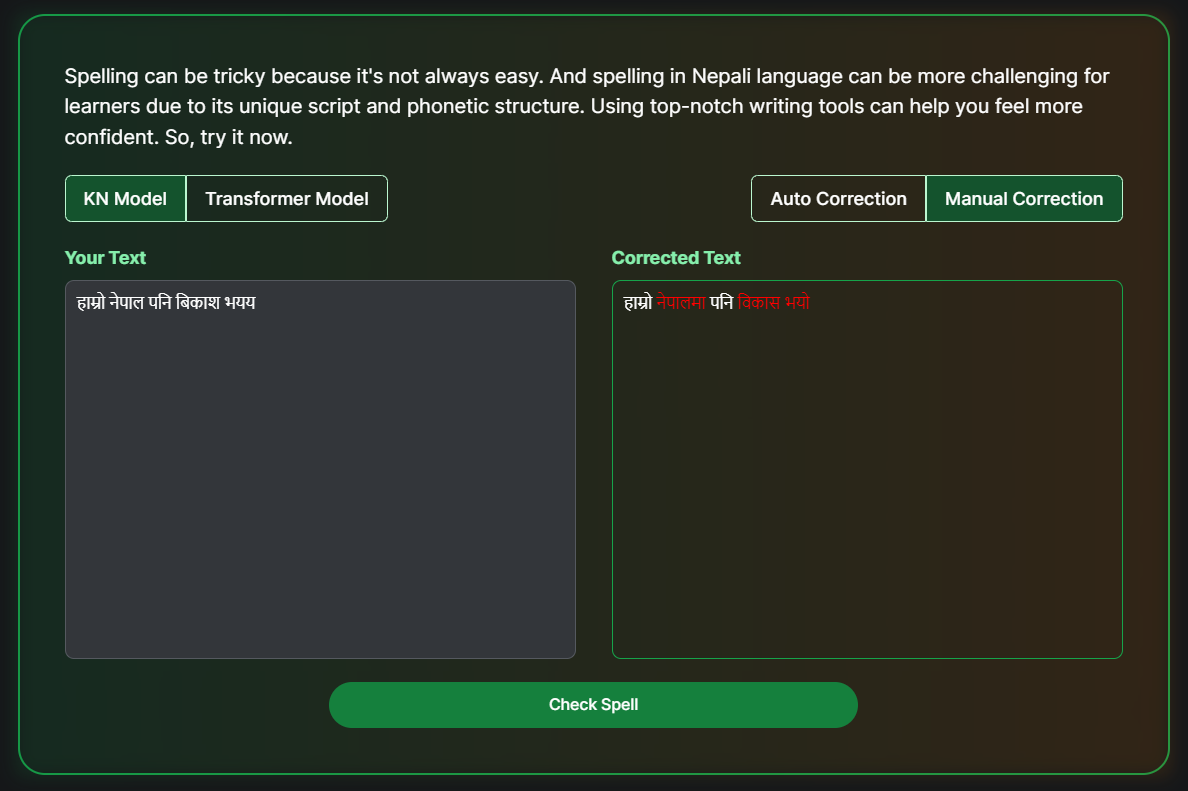 Spelling can be tricky because it's not always easy. And spelling in Nepali language can be more challenging for
learners due to its unique script and phonetic structure. Using top-notch writing tools can help you feel more
confident. So, try it now.
KN Model Transformer Model Auto Correction Manual Correction
Your Text
हाम्रो नेपाल पनि बिकाश भयय
Corrected Text
हाम्रो नेपालमा पनि विकास भयो
Check Spell